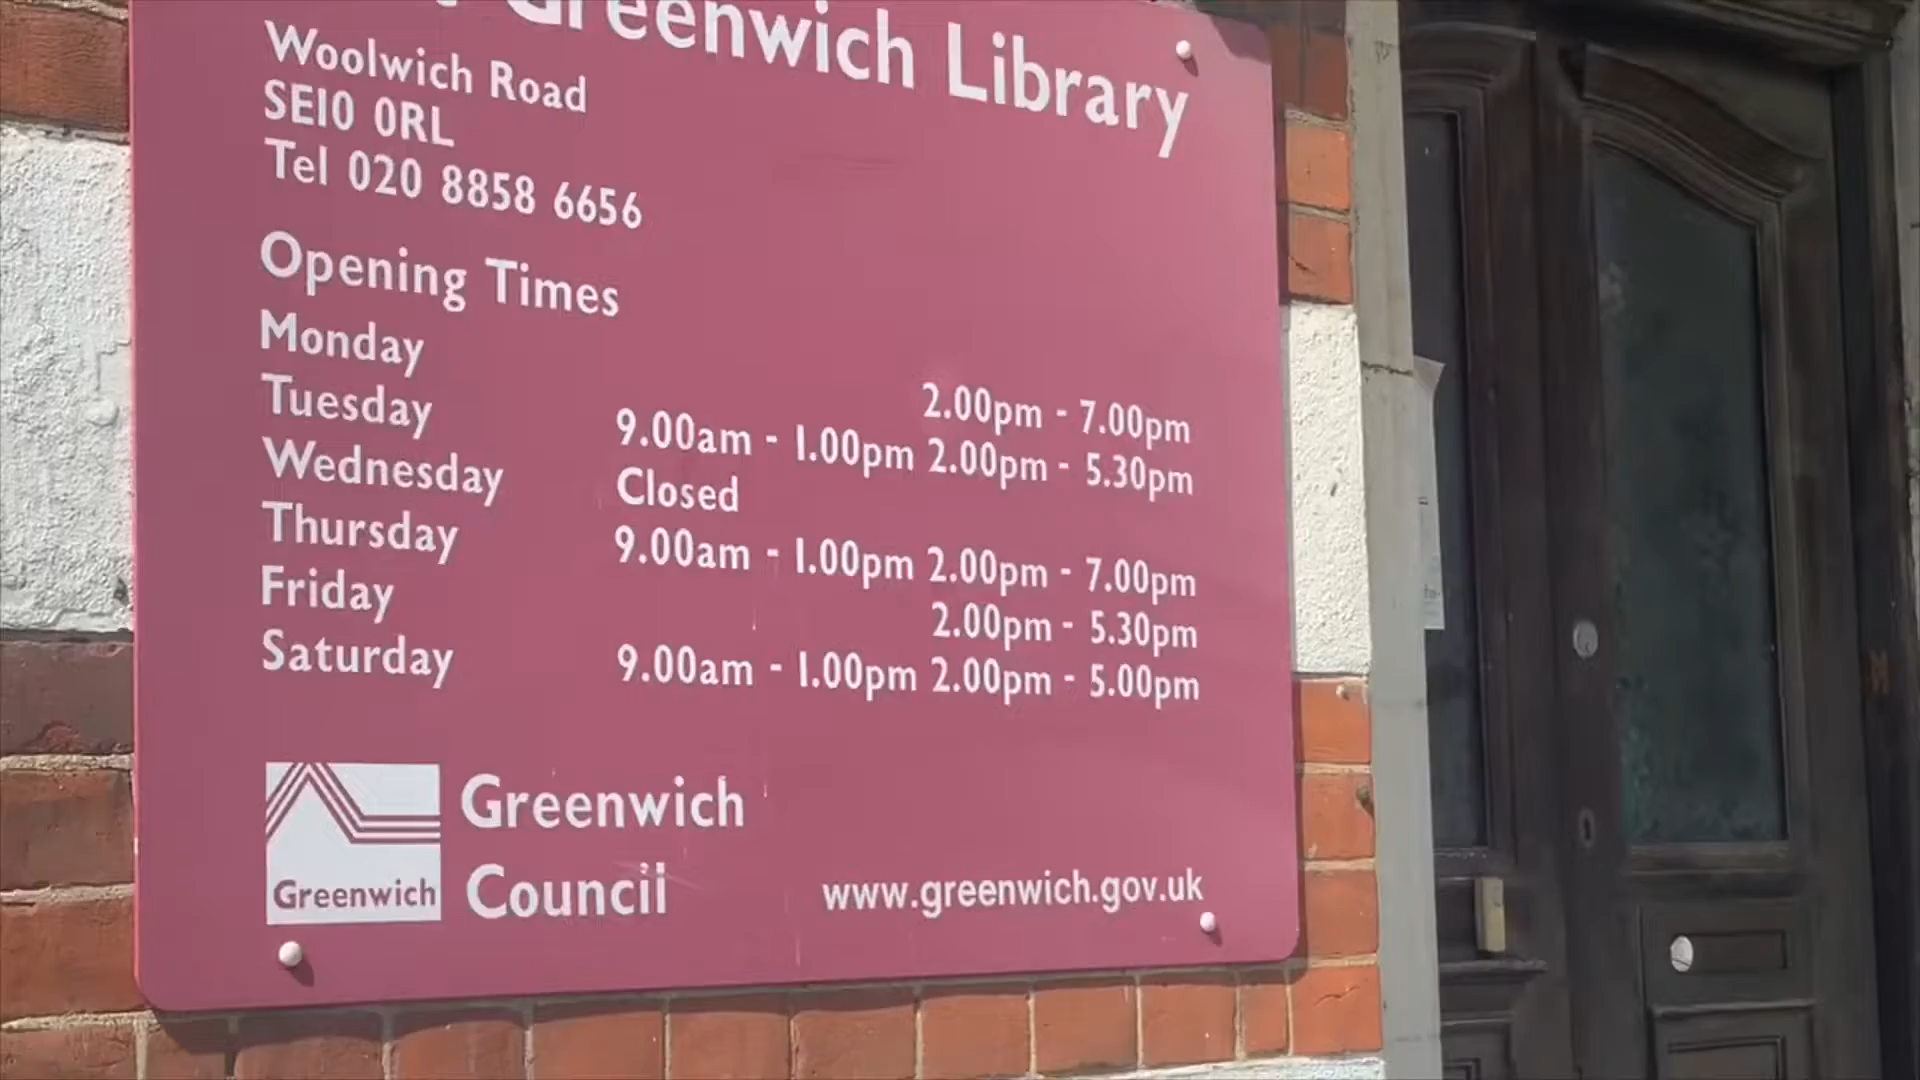 Greenwich Library
Woolwich Road
SE10 0RL
Tel 020 8858 6656
Opening Times
Monday 2.00pm - 7.00pm
Tuesday 9.00am - 1.00pm 2.00pm - 5.30pm
Wednesday Closed
Thursday 9.00am - 1.00pm 2.00pm - 7.00pm
Friday 2.00pm - 5.30pm
Saturday 9.00am - 1.00pm 2.00pm - 5.00pm
Greenwich
Greenwich
Council
www.greenwich.gov.uk